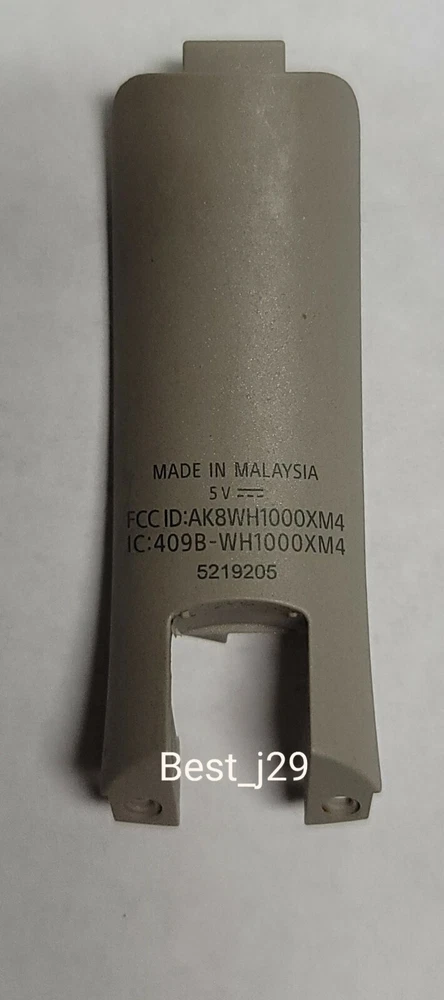 MADE IN MALAYSIA
5V ⎓
FCC ID:AK8WH1000XM4
IC:409B-WH1000XM4
5219205
Best_j29